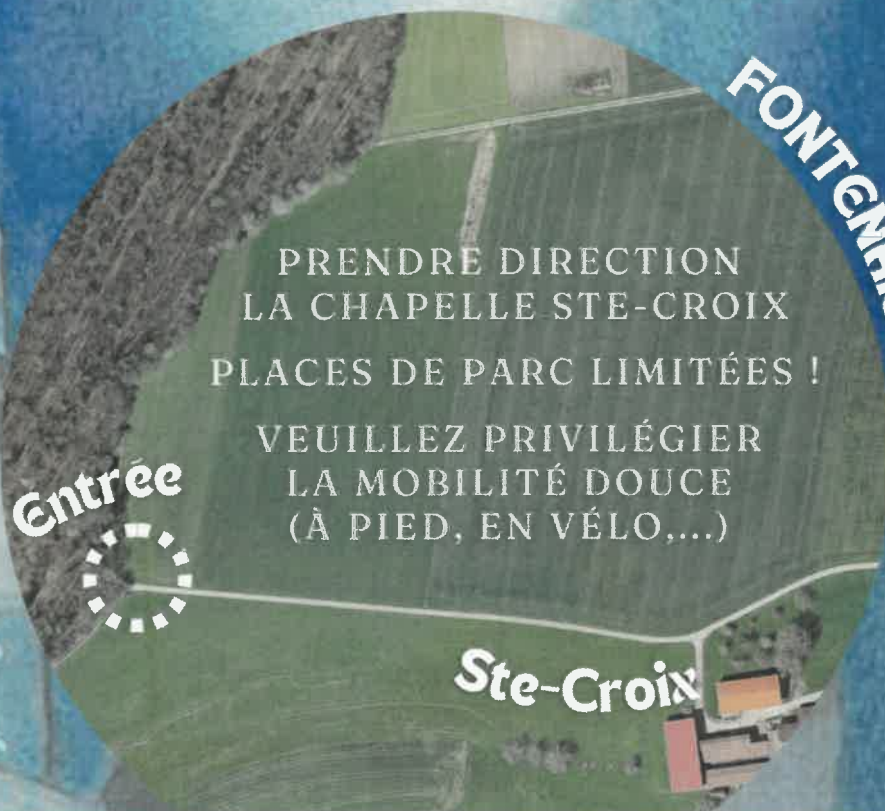 PRENDRE DIRECTION
LA CHAPELLE STE-CROIX
PLACES DE PARC LIMITÉES !
VEUILLEZ PRIVILÉGIER
LA MOBILITÉ DOUCE
(À PIED, EN VÉLO,...)
Entrée
Ste-Croix